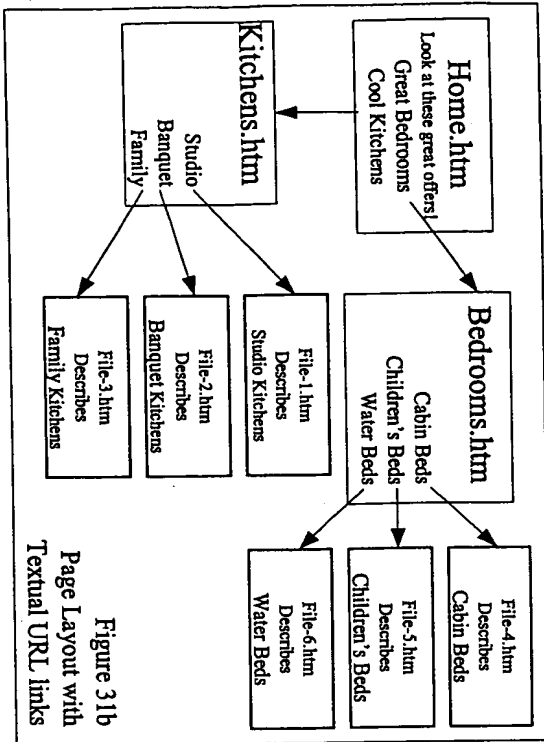 Home.htm
Look at these great offers!
Great Bedrooms
Cool Kitchens
Bedrooms.htm
Cabin Beds
Children's Beds
Water Beds
File-4.htm
Describes
Cabin Beds
File-5.htm
Describes
Children's Beds
File-6.htm
Describes
Water Beds
Kitchens.htm
Studio
Banquet
Family
File-1.htm
Describes
Studio Kitchens
File-2.htm
Describes
Banquet Kitchens
File-3.htm
Describes
Family Kitchens
Figure 31b
Page Layout with
Textual URL links